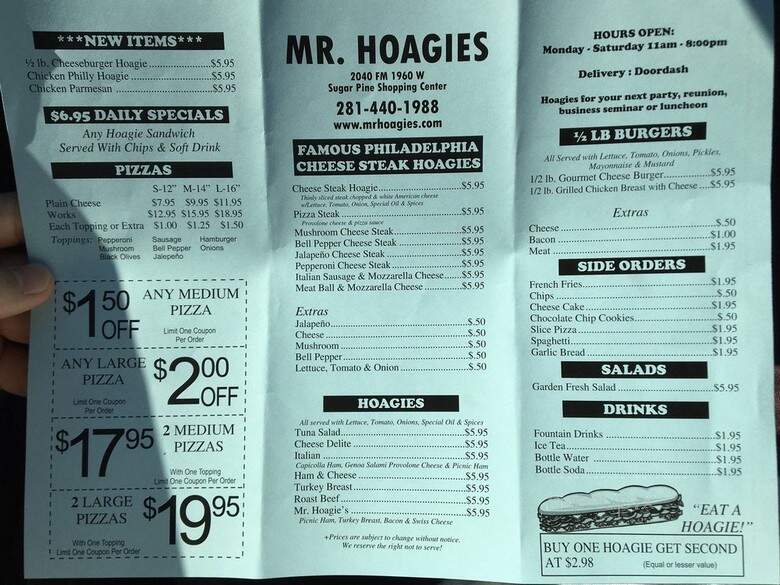 ***NEW ITEMS***
½ lb. Cheeseburger Hoagie..................$5.95
Chicken Philly Hoagie..........................$5.95
Chicken Parmesan ...............................$5.95
$6.95 DAILY SPECIALS
Any Hoagie Sandwich
Served With Chips & Soft Drink
PIZZAS
S-12" M-14" L-16"
Plain Cheese $7.95 $9.95 $11.95
Works $12.95 $15.95 $18.95
Each Topping or Extra $1.00 $1.25 $1.50
Toppings: Pepperoni Sausage Hamburger
Mushroom Bell Pepper Onions
Black Olives Jalepeño
$1.50 OFF
ANY MEDIUM
PIZZA
Limit One Coupon
Per Order
ANY LARGE
PIZZA
Limit One Coupon
Per Order
$2.00 OFF
$17.95
2 MEDIUM
PIZZAS
With One Topping
Limit One Coupon Per Order
2 LARGE
PIZZAS
With One Topping
Limit One Coupon Per Order
$19.95
MR. HOAGIES
2040 FM 1960 W
Sugar Pine Shopping Center
281-440-1988
www.mrhoagies.com
FAMOUS PHILADELPHIA
CHEESE STEAK HOAGIES
Cheese Steak Hoagie............................$5.95
Thinly sliced steak chopped & white American cheese
w/Lettuce, Tomato, Onion, Special Oil & Spices
Pizza Steak..........................................$5.95
Provolone cheese & pizza sauce
Mushroom Cheese Steak.....................$5.95
Bell Pepper Cheese Steak ...................$5.95
Jalapeño Cheese Steak........................$5.95
Pepperoni Cheese Steak......................$5.95
Italian Sausage & Mozzarella Cheese......$5.95
Meat Ball & Mozzarella Cheese ............$5.95
Extras
Jalapeño..............................................$.50
Cheese................................................$.50
Mushroom..........................................$.50
Bell Pepper.........................................$.50
Lettuce, Tomato & Onion....................$.50
HOAGIES
All served with Lettuce, Tomato, Onions, Special Oil & Spices
Tuna Salad..........................................$5.95
Cheese Delite .....................................$5.95
Italian .................................................$5.95
Capicolla Ham, Genoa Salami Provolone Cheese & Picnic Ham
Ham & Cheese ...................................$5.95
Turkey Breast.....................................$5.95
Roast Beef..........................................$5.95
Mr. Hoagie's ......................................$5.95
Picnic Ham, Turkey Breast, Bacon & Swiss Cheese
+Prices are subject to change without notice.
We reserve the right not to serve!
HOURS OPEN:
Monday - Saturday 11am - 8:00pm
Delivery : Doordash
Hoagies for your next party, reunion,
business seminar or luncheon
½ LB BURGERS
All Served with Lettuce, Tomato, Onions, Pickles,
Mayonnaise & Mustard
1/2 lb. Gourmet Cheese Burger............$5.95
1/2 lb. Grilled Chicken Breast with Cheese ....$5.95
Extras
Cheese................................................$.50
Bacon .................................................$1.00
Meat ...................................................$1.95
SIDE ORDERS
French Fries........................................$1.95
Chips ..................................................$.50
Cheese Cake.......................................$1.95
Chocolate Chip Cookies.....................$.50
Slice Pizza..........................................$1.95
Spaghetti............................................$1.95
Garlic Bread ......................................$1.95
SALADS
Garden Fresh Salad ............................$5.95
DRINKS
Fountain Drinks .................................$1.95
Ice Tea................................................$1.95
Bottle Water ......................................$1.95
Bottle Soda.........................................$1.95
"EAT A
HOAGIE!"
BUY ONE HOAGIE GET SECOND
AT $2.98 (Equal or lesser value)